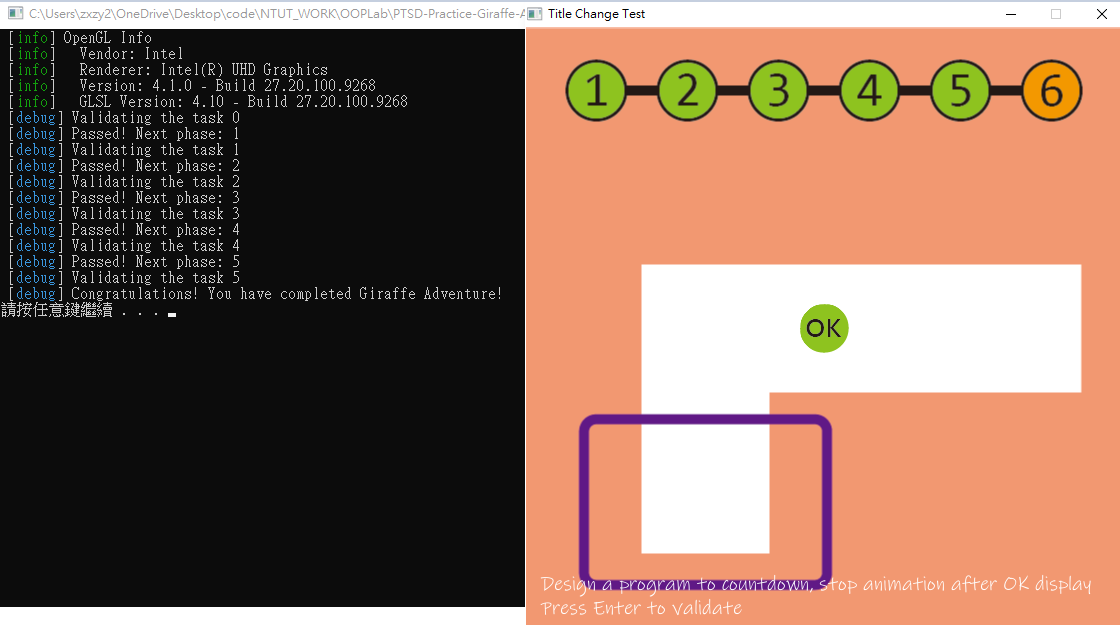 C:\Users\zxzy2\OneDrive\Desktop\code\NTUT_WORK\OOPLab\PTSD-Practice-Giraffe-A
[info] OpenGL Info
[info]   Vendor: Intel
[info]   Renderer: Intel(R) UHD Graphics
[info]   Version: 4.1.0 - Build 27.20.100.9268
[info]   GLSL Version: 4.10 - Build 27.20.100.9268
[debug] Validating the task 0
[debug] Passed! Next phase: 1
[debug] Validating the task 1
[debug] Passed! Next phase: 2
[debug] Validating the task 2
[debug] Passed! Next phase: 3
[debug] Validating the task 3
[debug] Passed! Next phase: 4
[debug] Validating the task 4
[debug] Passed! Next phase: 5
[debug] Validating the task 5
[debug] Congratulations! You have completed Giraffe Adventure!
請按任意鍵繼續 . . .
Title Change Test
1 2 3 4 5 6
OK
Design a program to countdown, stop animation after OK display
Press Enter to validate